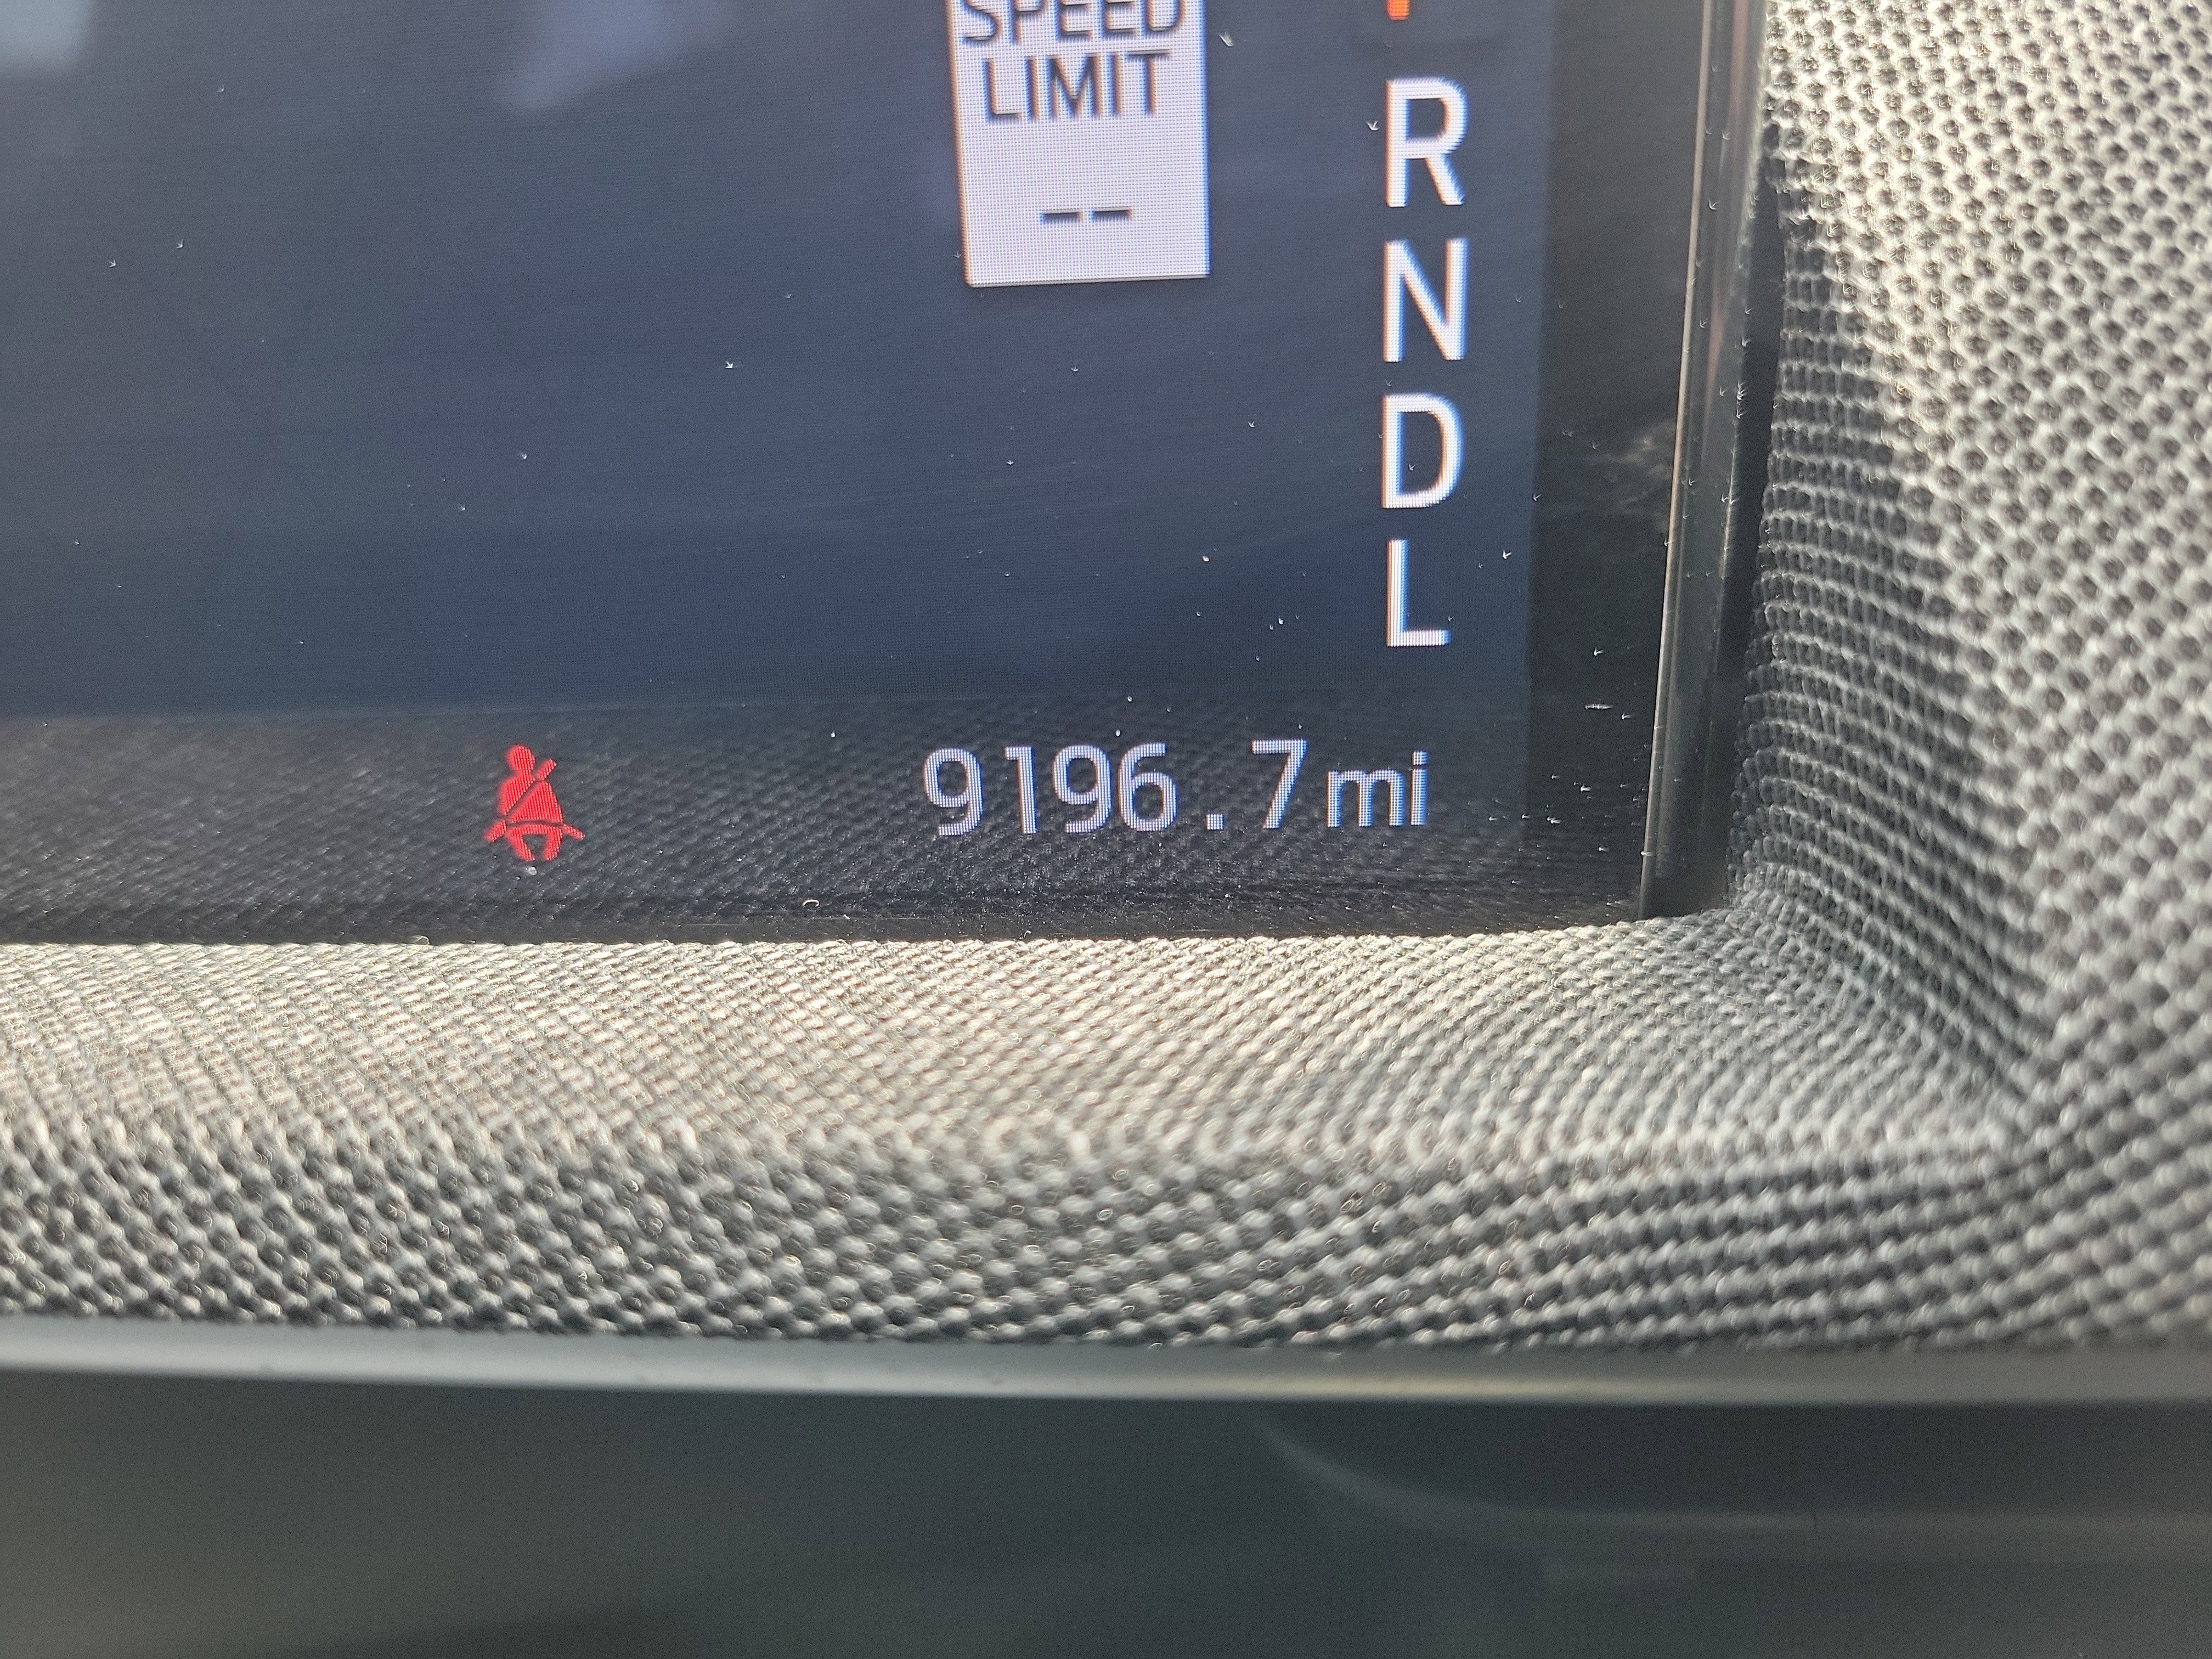 SPEED
LIMIT
--
R
N
D
L
9196.7mi